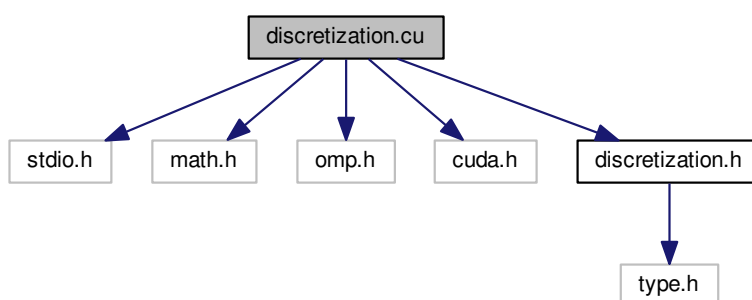 discretization.cu
stdio.h
math.h
omp.h
cuda.h
discretization.h
type.h